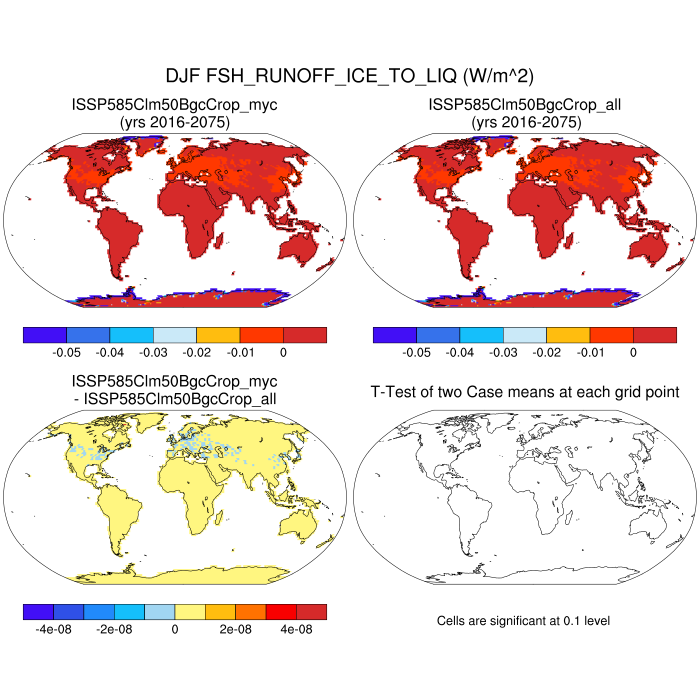 DJF FSH_RUNOFF_ICE_TO_LIQ (W/m^2)
ISSP585Clm50BgcCrop_myc
(yrs 2016-2075)
ISSP585Clm50BgcCrop_all
(yrs 2016-2075)
-0.05 -0.04 -0.03 -0.02 -0.01 0
-0.05 -0.04 -0.03 -0.02 -0.01 0
ISSP585Clm50BgcCrop_myc
- ISSP585Clm50BgcCrop_all
T-Test of two Case means at each grid point
-4e-08 -2e-08 0 2e-08 4e-08
Cells are significant at 0.1 level